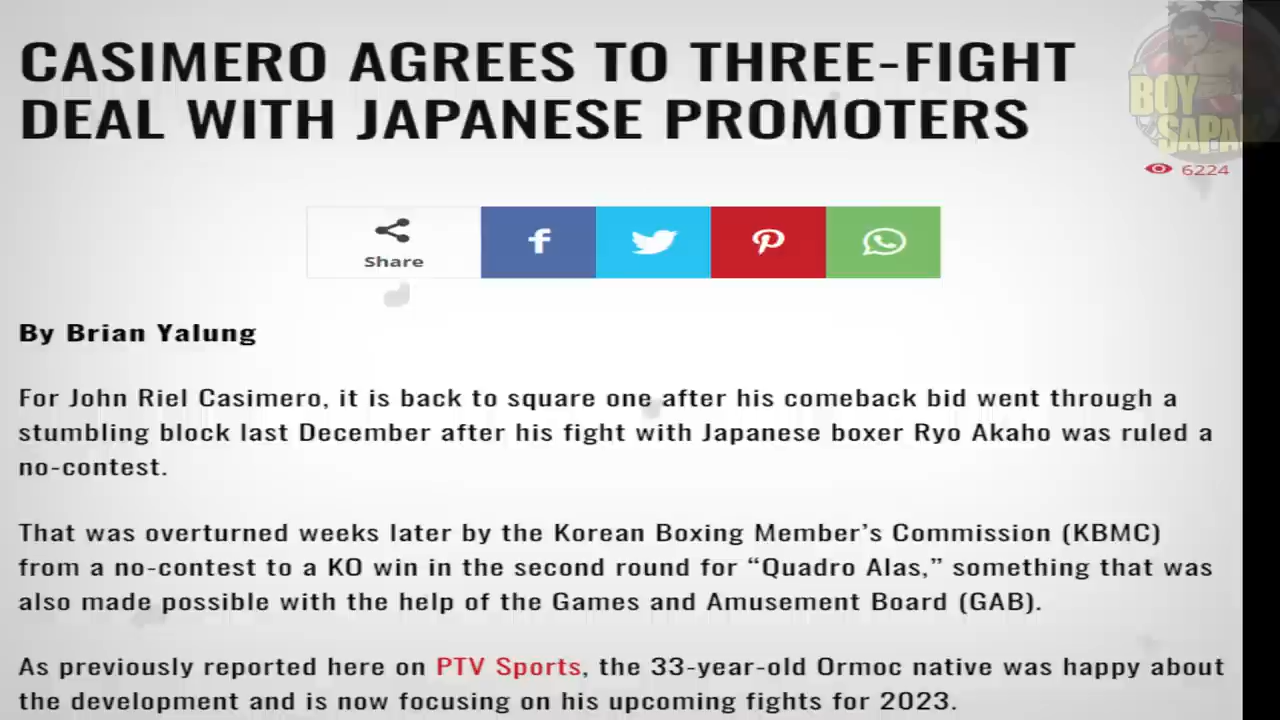 CASIMERO AGREES TO THREE-FIGHT
DEAL WITH JAPANESE PROMOTERS
BOY
SAPAK
6224
Share
By Brian Yalung
For John Riel Casimero, it is back to square one after his comeback bid went through a
stumbling block last December after his fight with Japanese boxer Ryo Akaho was ruled a
no-contest.
That was overturned weeks later by the Korean Boxing Member’s Commission (KBMC)
from a no-contest to a KO win in the second round for “Quadro Alas,” something that was
also made possible with the help of the Games and Amusement Board (GAB).
As previously reported here on PTV Sports, the 33-year-old Ormoc native was happy about
the development and is now focusing on his upcoming fights for 2023.